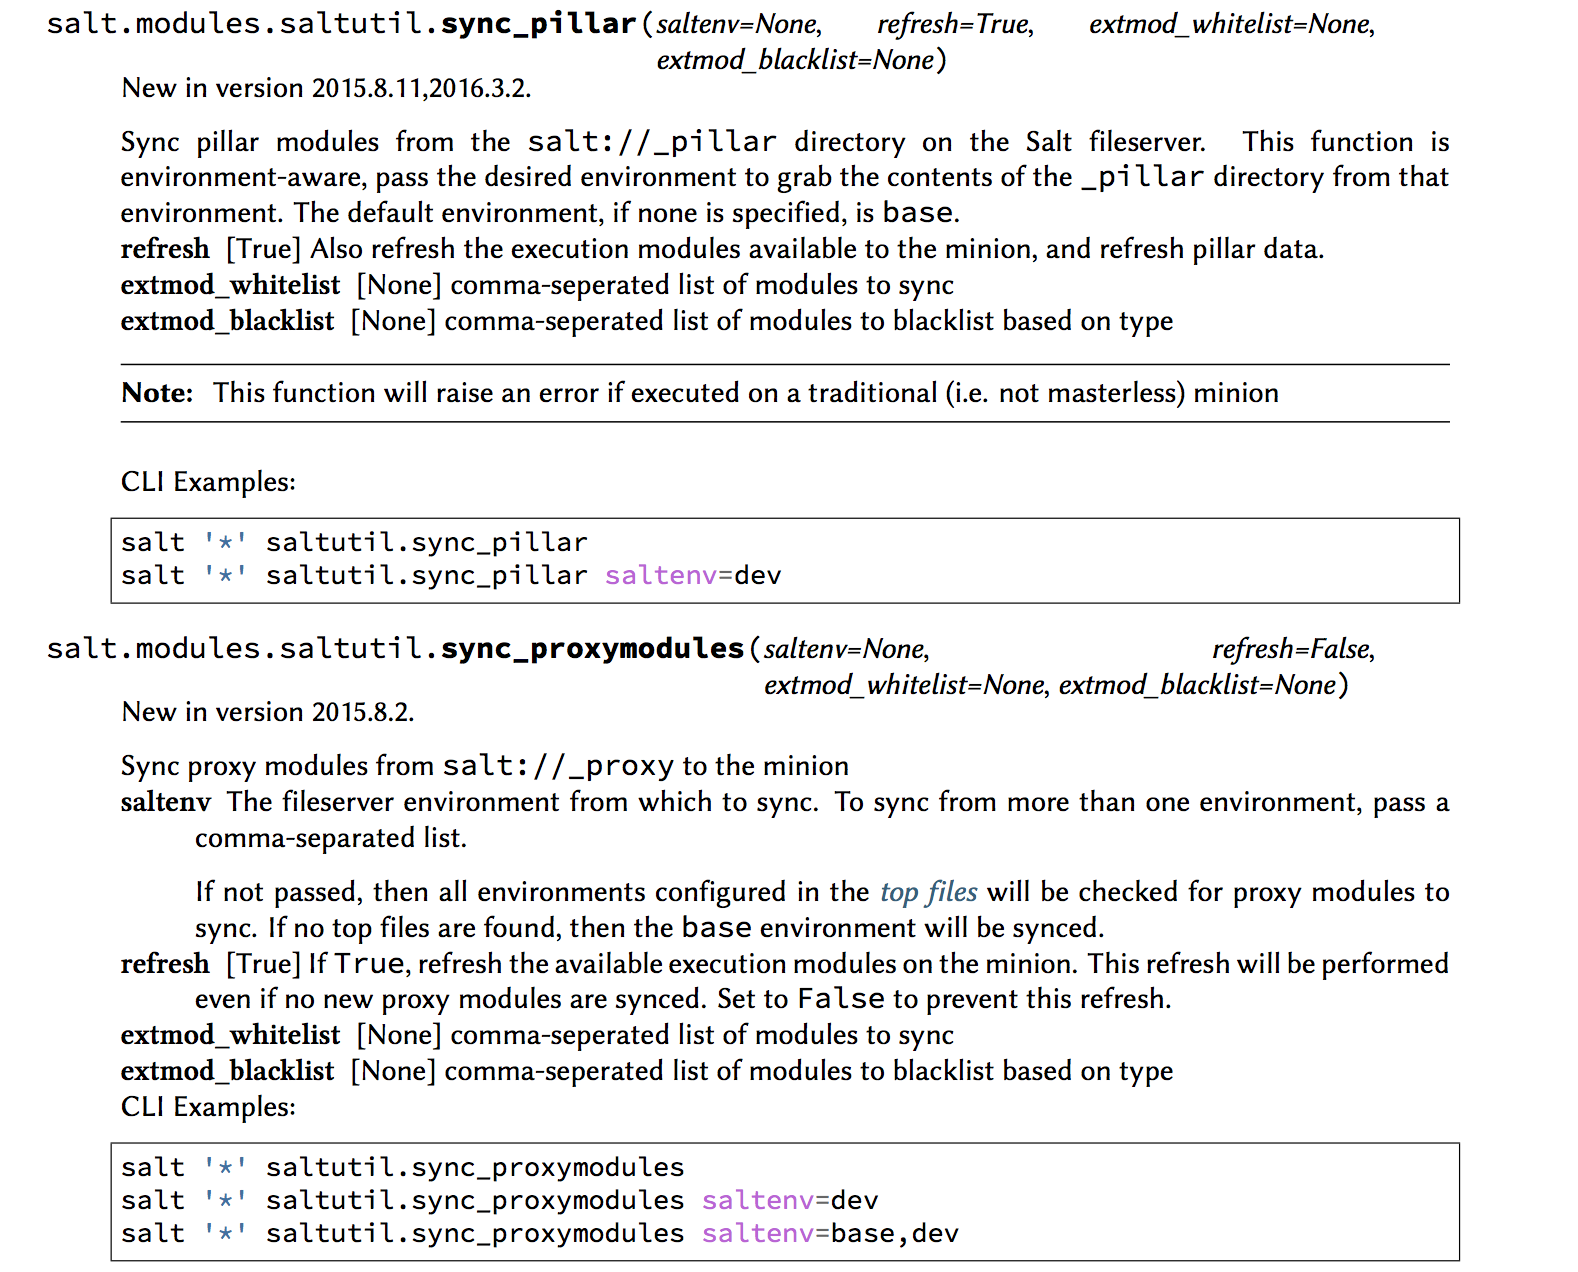 salt.modules.saltutil.sync_pillar(saltenv=None, refresh=True, extmod_whitelist=None,
extmod_blacklist=None)
New in version 2015.8.11,2016.3.2.
Sync pillar modules from the salt://_pillar directory on the Salt fileserver. This function is
environment-aware, pass the desired environment to grab the contents of the _pillar directory from that
environment. The default environment, if none is specified, is base.
refresh [True] Also refresh the execution modules available to the minion, and refresh pillar data.
extmod_whitelist [None] comma-seperated list of modules to sync
extmod_blacklist [None] comma-seperated list of modules to blacklist based on type
Note: This function will raise an error if executed on a traditional (i.e. not masterless) minion
CLI Examples:
salt '*' saltutil.sync_pillar
salt '*' saltutil.sync_pillar saltenv=dev
salt.modules.saltutil.sync_proxymodules(saltenv=None, refresh=False,
extmod_whitelist=None, extmod_blacklist=None)
New in version 2015.8.2.
Sync proxy modules from salt://_proxy to the minion
saltenv The fileserver environment from which to sync. To sync from more than one environment, pass a
comma-separated list.
If not passed, then all environments configured in the top files will be checked for proxy modules to
sync. If no top files are found, then the base environment will be synced.
refresh [True] If True, refresh the available execution modules on the minion. This refresh will be performed
even if no new proxy modules are synced. Set to False to prevent this refresh.
extmod_whitelist [None] comma-seperated list of modules to sync
extmod_blacklist [None] comma-seperated list of modules to blacklist based on type
CLI Examples:
salt '*' saltutil.sync_proxymodules
salt '*' saltutil.sync_proxymodules saltenv=dev
salt '*' saltutil.sync_proxymodules saltenv=base,dev